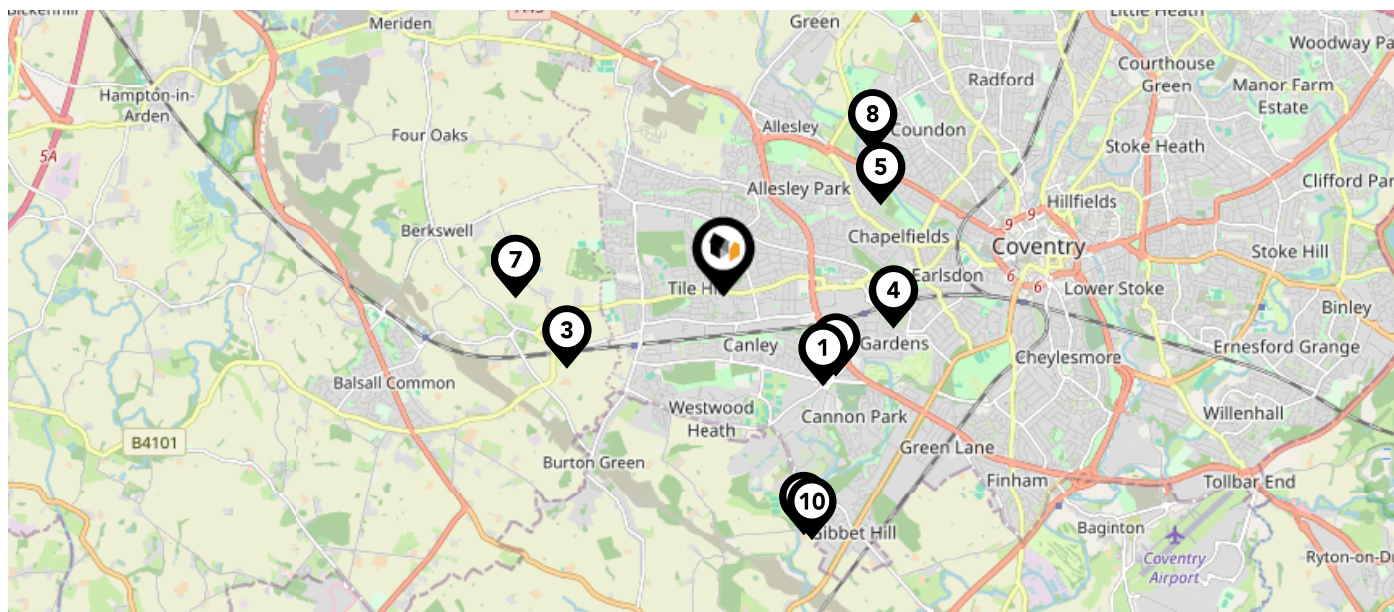 Meriden
Green
Little Heath
Woodway Pa
Courthouse
Green
Radford
Manor Farm
Estate
Hampton-in-
Arden
8
Four Oaks
Allesley
Coundon
Stoke Heath
5A
5
Allesley Park
Clifford Par
Hillfields
9
9
Berkswell
Chapelfields
Coventry
Stoke Hill
7
Tile Hi
Earlsdon
6
6
Lower Stoke
4
Binley
3
1
Canley
Gardens
Ernesford Grange
Cheylesmore
Balsall Common
Westwood
Heath
Cannon Park
Willenhall
B4101
Green Lane
Burton Green
Finham
Tollbar End
10
Gibbet Hill
Baginton
Coventry
Airport
Ryton-on-Du